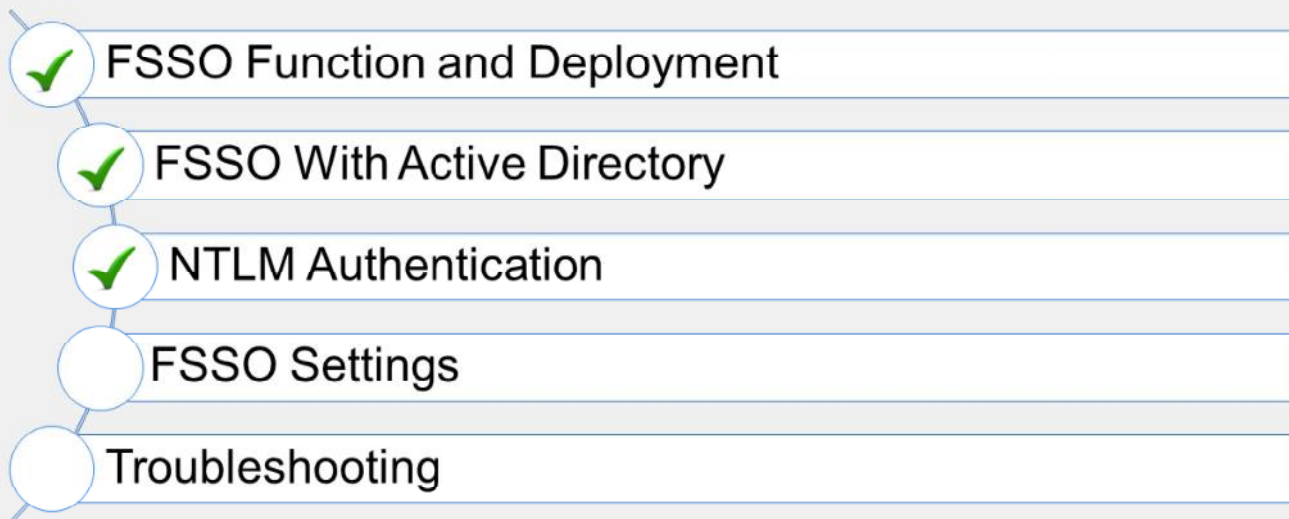 FSSO Function and Deployment
FSSO With Active Directory
NTLM Authentication
FSSO Settings
Troubleshooting